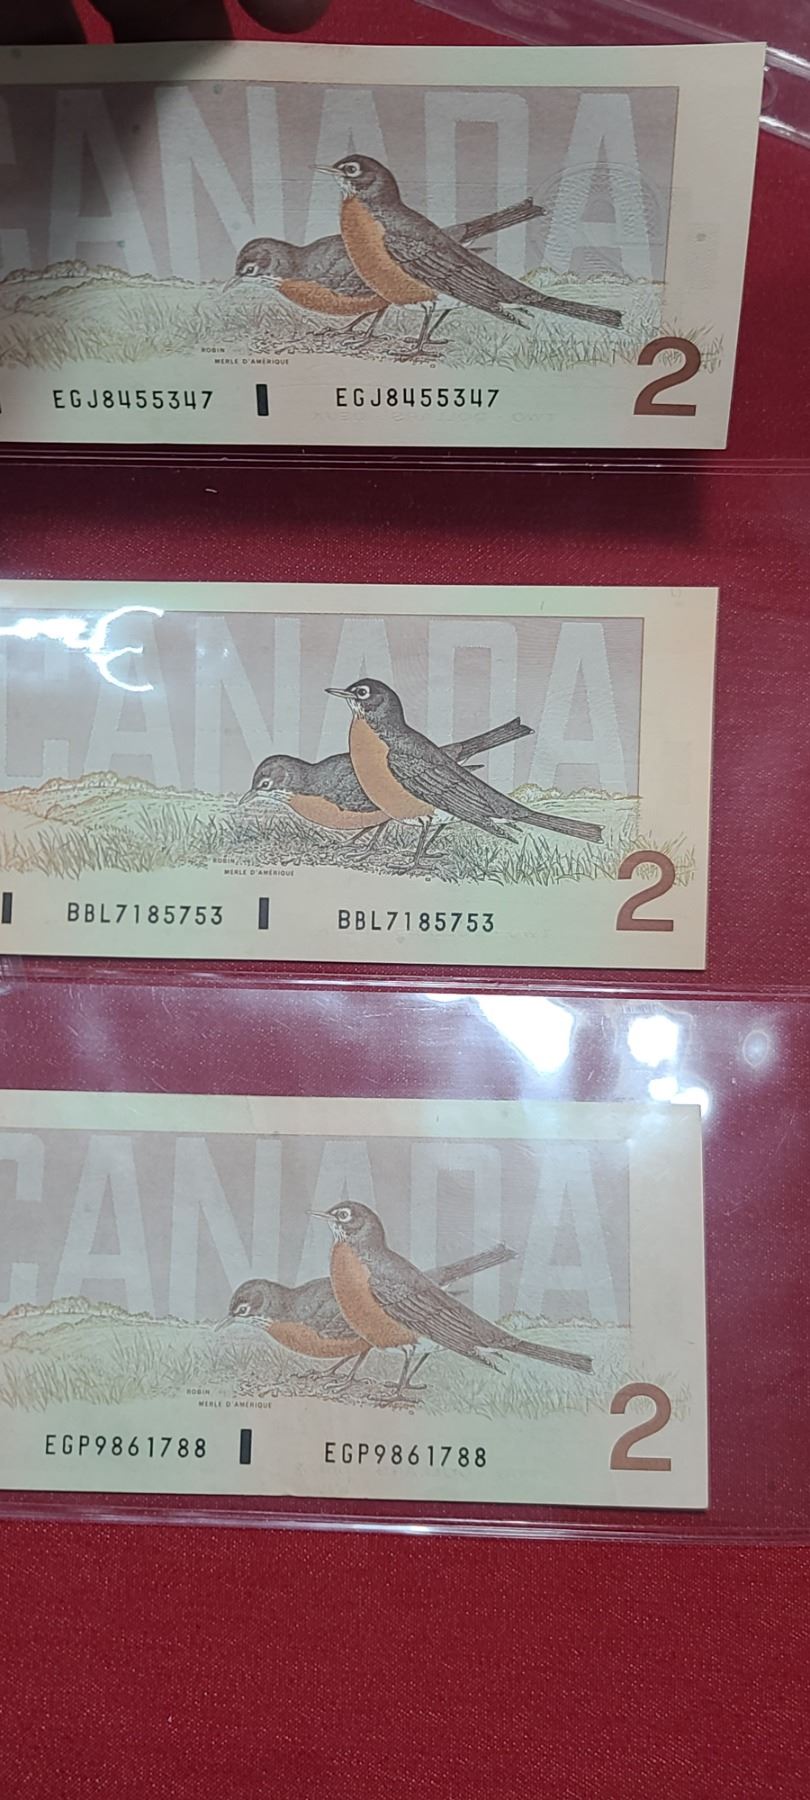 CANADA
ROBIN
MERLE D'AMÉRIQUE
EGJ8455347 EGJ8455347
2
CANADA
ROBIN
MERLE D'AMÉRIQUE
BBL7185753 BBL7185753
2
CANADA
ROBIN
MERLE D'AMÉRIQUE
EGP9861788 EGP9861788
2